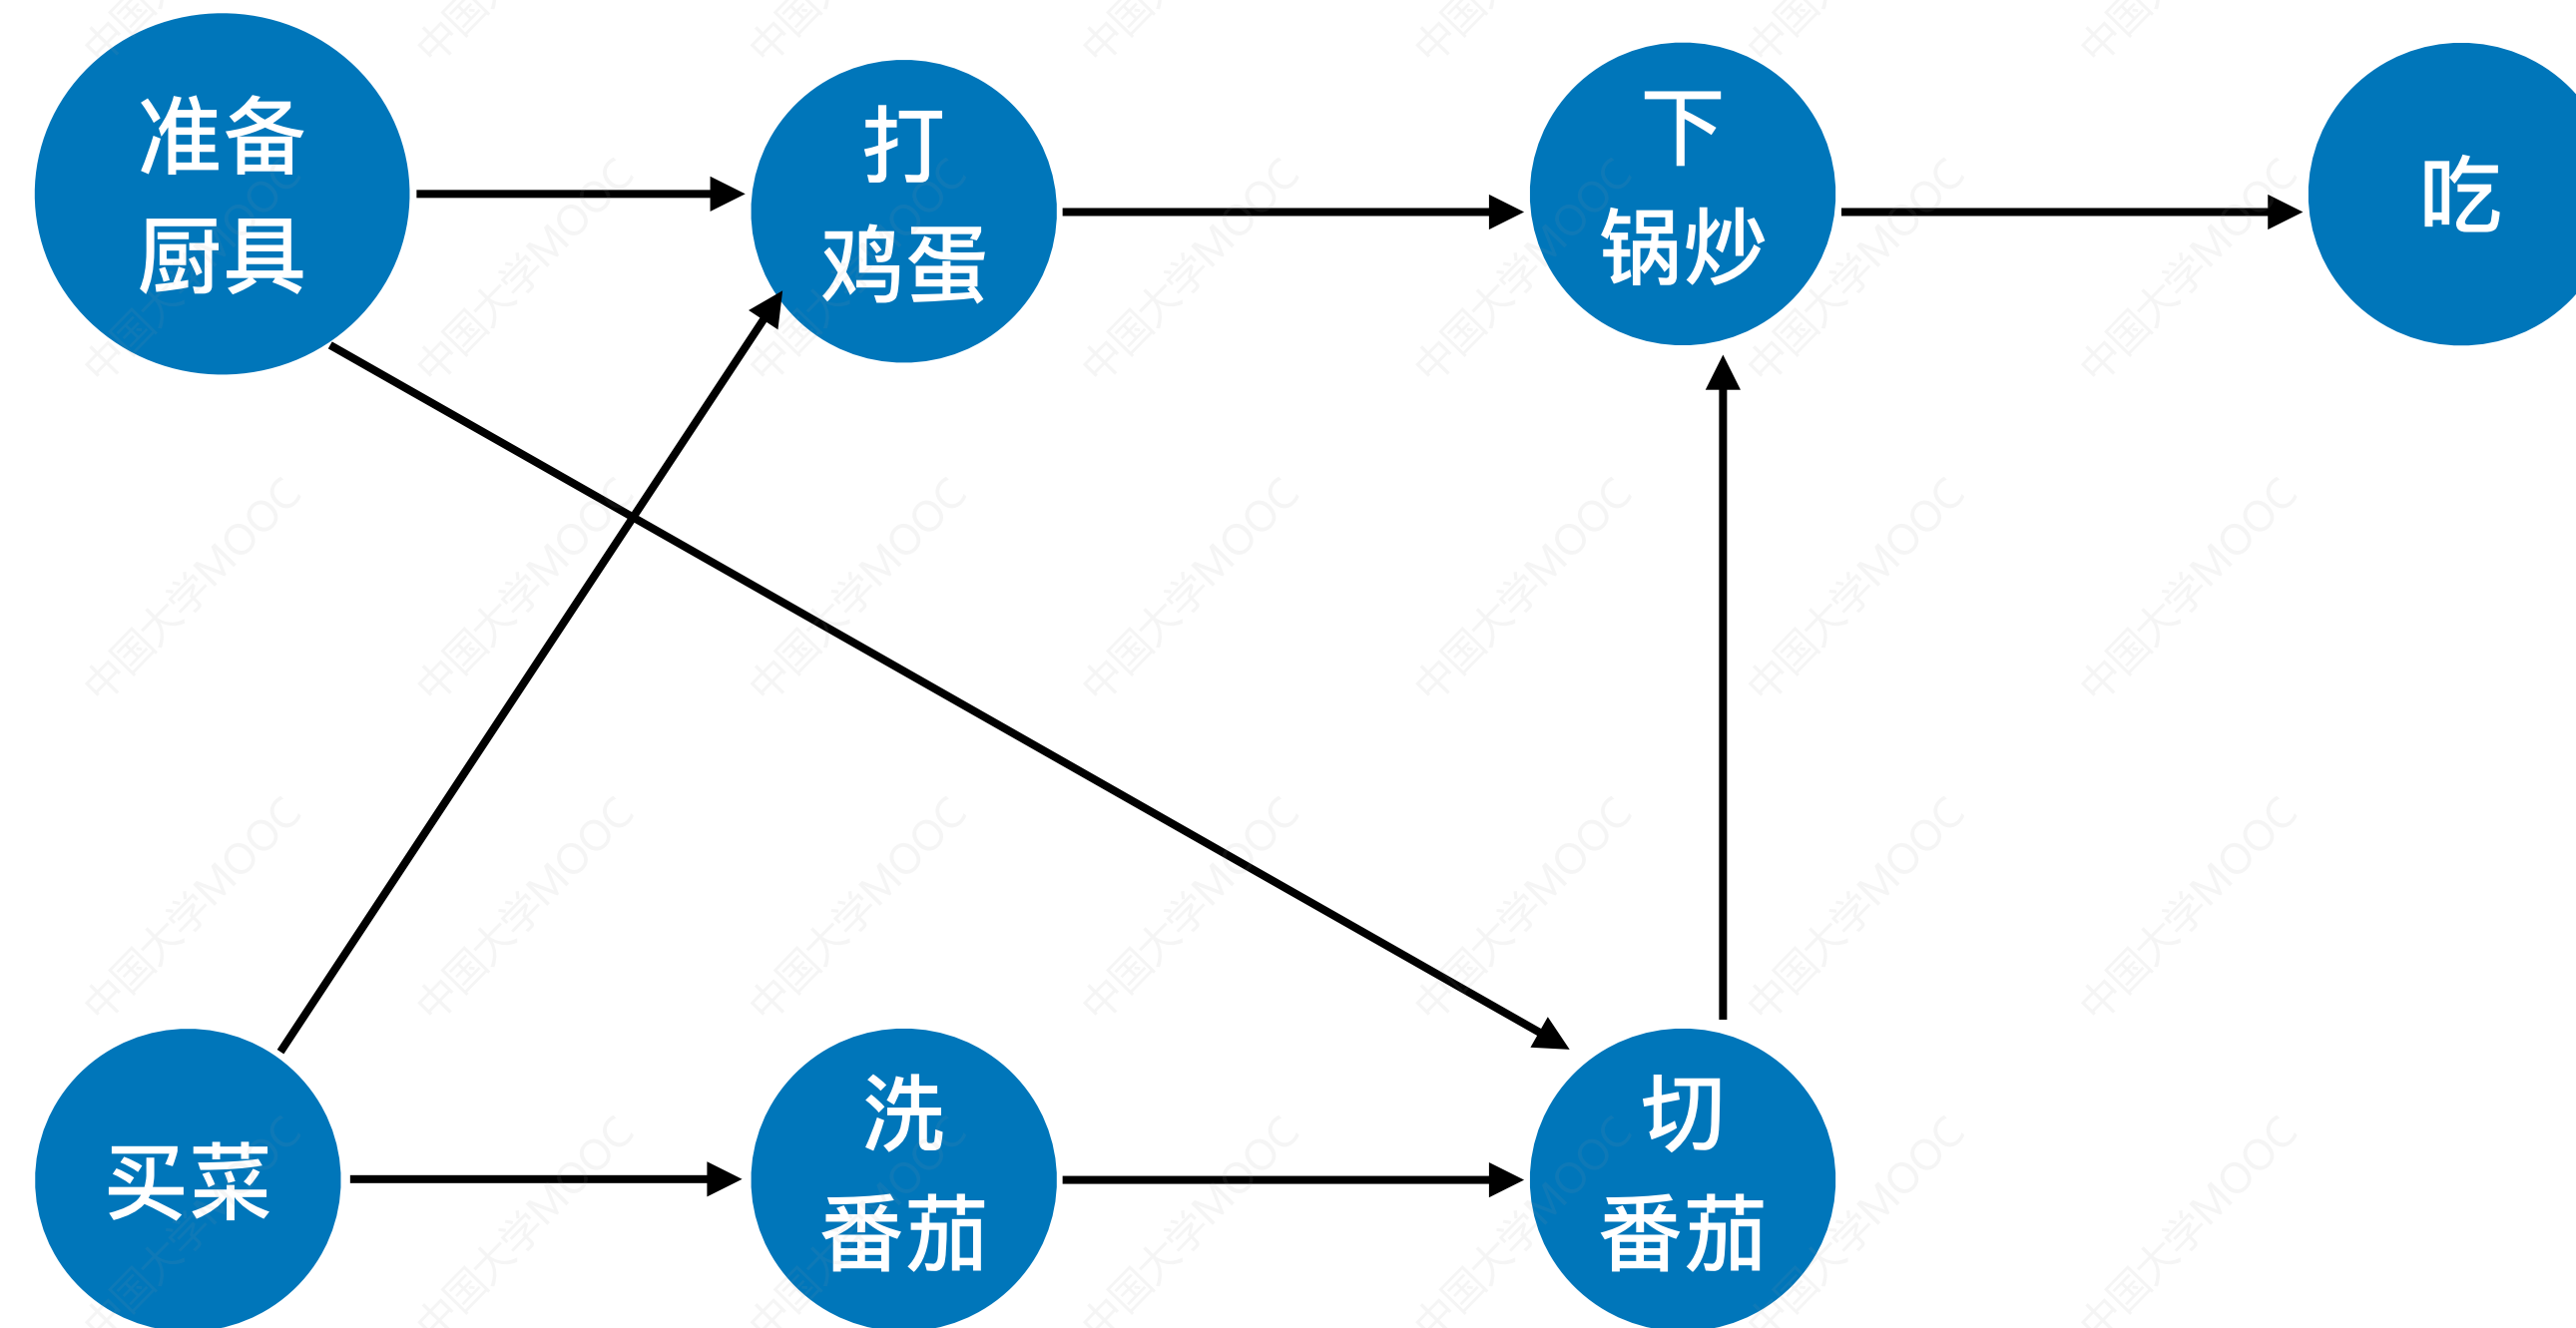 准备
厨具
打
鸡蛋
下
锅炒
吃
买菜
洗
番茄
切
番茄
中国大学MOOC